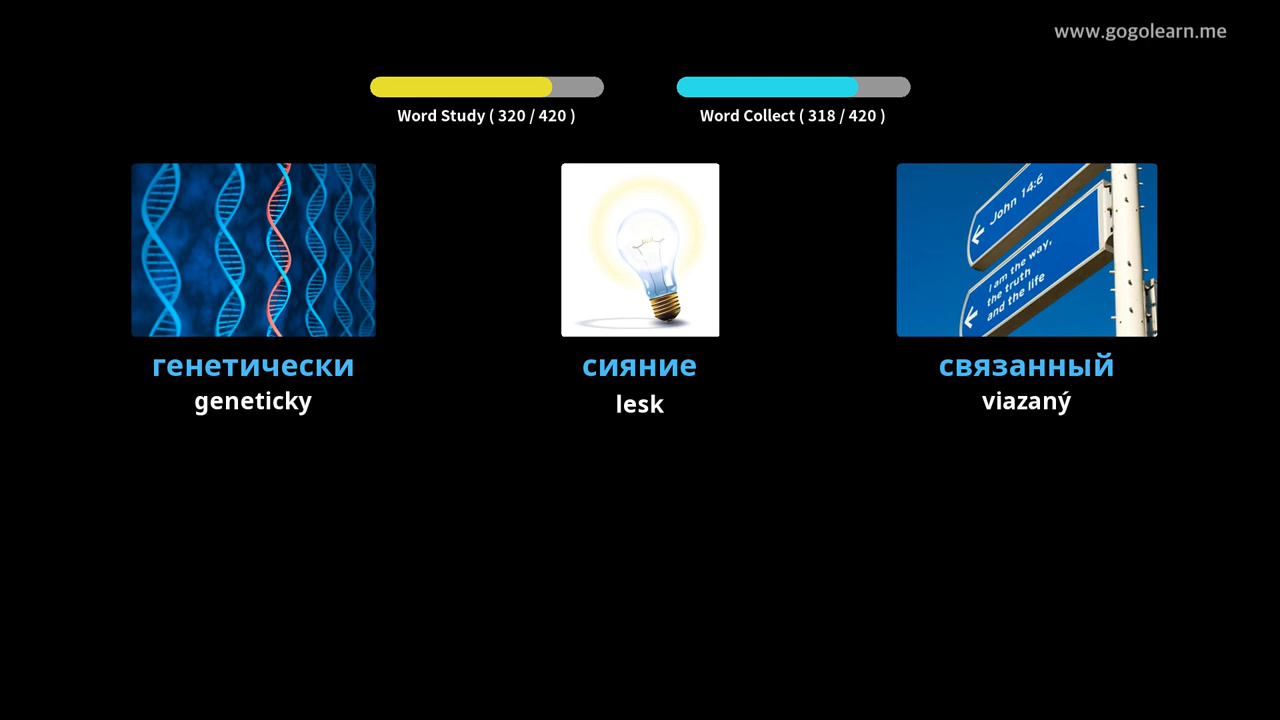 www.gogolearn.me
Word Study ( 320 / 420 )
Word Collect ( 318 / 420 )
John 14:6
I am the way,
the truth
and the life
генетически
сияние
связанный
geneticky
lesk
viazaný